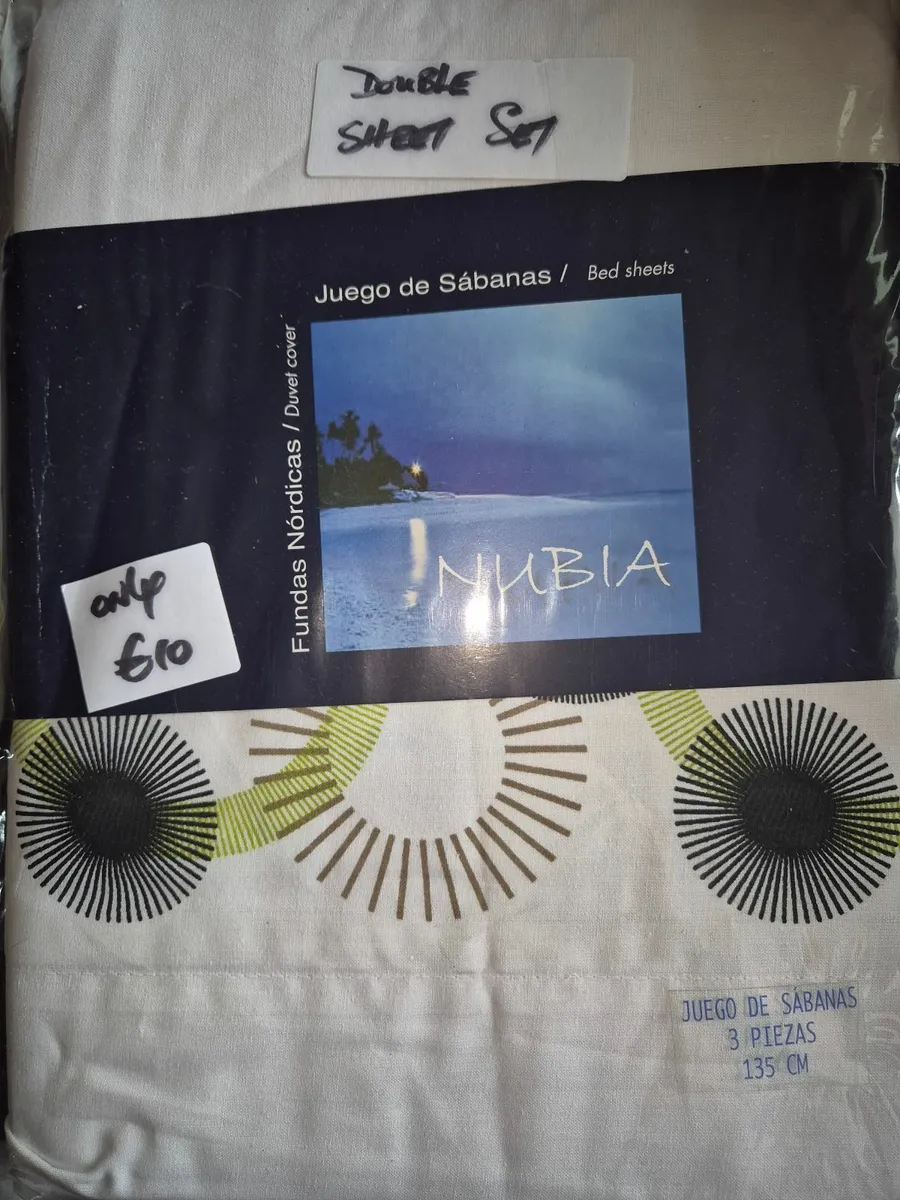 DOUBLE
SHEET SET
Juego de Sábanas / Bed sheets
Fundas Nórdicas / Duvet cover
NUBIA
only
€10
JUEGO DE SÁBANAS
3 PIEZAS
135 CM